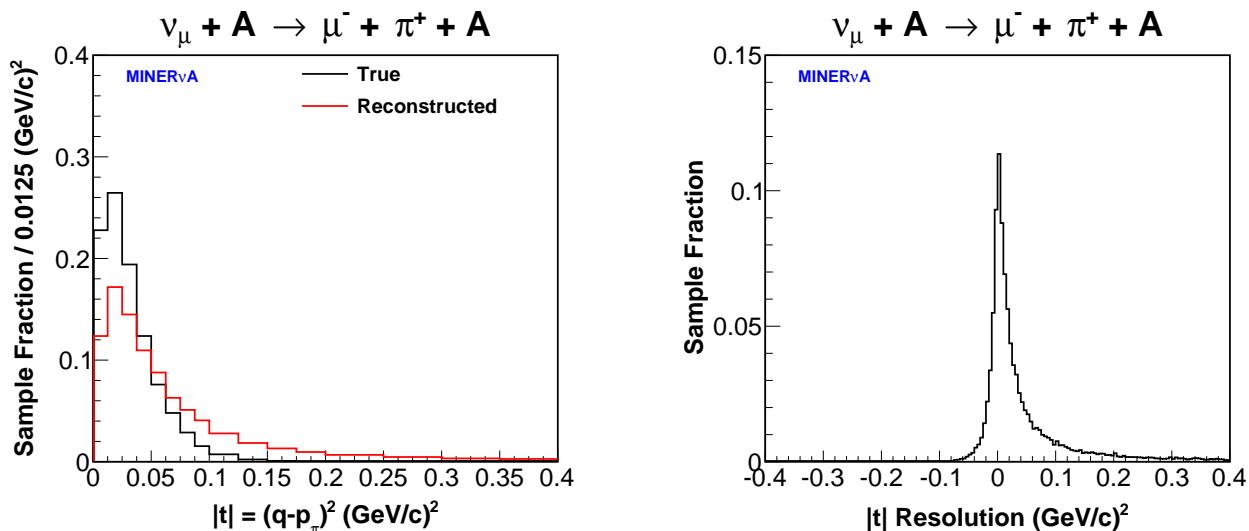 ν_μ + A → μ⁻ + π⁺ + A
MINERνA
True
Reconstructed
Sample Fraction / 0.0125 (GeV/c)²
0.4
0.3
0.2
0.1
0
0 0.05 0.1 0.15 0.2 0.25 0.3 0.35 0.4
|t| = (q-p_π)² (GeV/c)²
ν_μ + A → μ⁻ + π⁺ + A
MINERνA
Sample Fraction
0.15
0.1
0.05
0
-0.4 -0.3 -0.2 -0.1 0 0.1 0.2 0.3 0.4
|t| Resolution (GeV/c)²